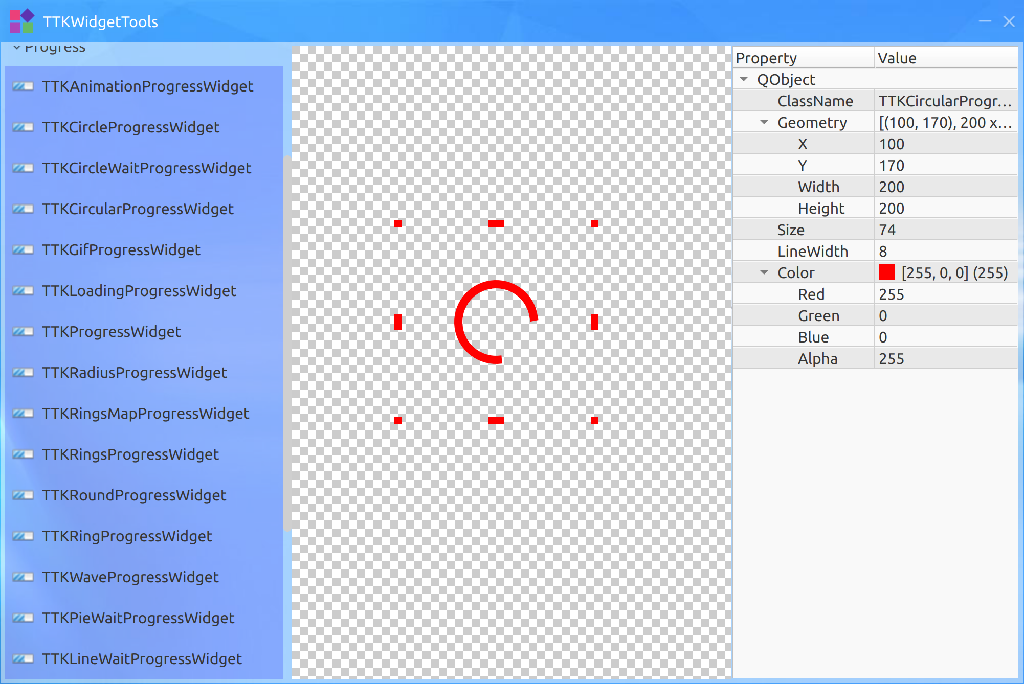 TTKWidgetTools
Progress
TTKAnimationProgressWidget
TTKCircleProgressWidget
TTKCircleWaitProgressWidget
TTKCircularProgressWidget
TTKGifProgressWidget
TTKLoadingProgressWidget
TTKProgressWidget
TTKRadiusProgressWidget
TTKRingsMapProgressWidget
TTKRingsProgressWidget
TTKRoundProgressWidget
TTKRingProgressWidget
TTKWaveProgressWidget
TTKPieWaitProgressWidget
TTKLineWaitProgressWidget
Property Value
QObject
ClassName TTKCircularProgr...
Geometry [(100, 170), 200 x...
X 100
Y 170
Width 200
Height 200
Size 74
LineWidth 8
Color [255, 0, 0] (255)
Red 255
Green 0
Blue 0
Alpha 255